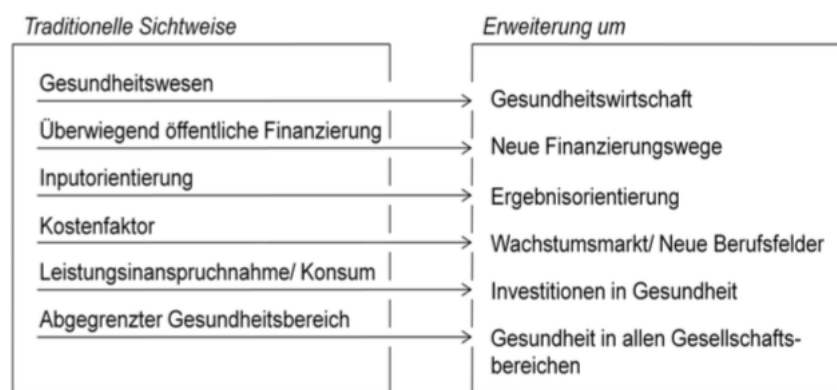 Traditionelle Sichtweise
Erweiterung um
Gesundheitswesen
Gesundheitswirtschaft
Überwiegend öffentliche Finanzierung
Neue Finanzierungswege
Inputorientierung
Ergebnisorientierung
Kostenfaktor
Wachstumsmarkt/ Neue Berufsfelder
Leistungsinanspruchnahme/ Konsum
Investitionen in Gesundheit
Abgegrenzter Gesundheitsbereich
Gesundheit in allen Gesellschafts-
bereichen